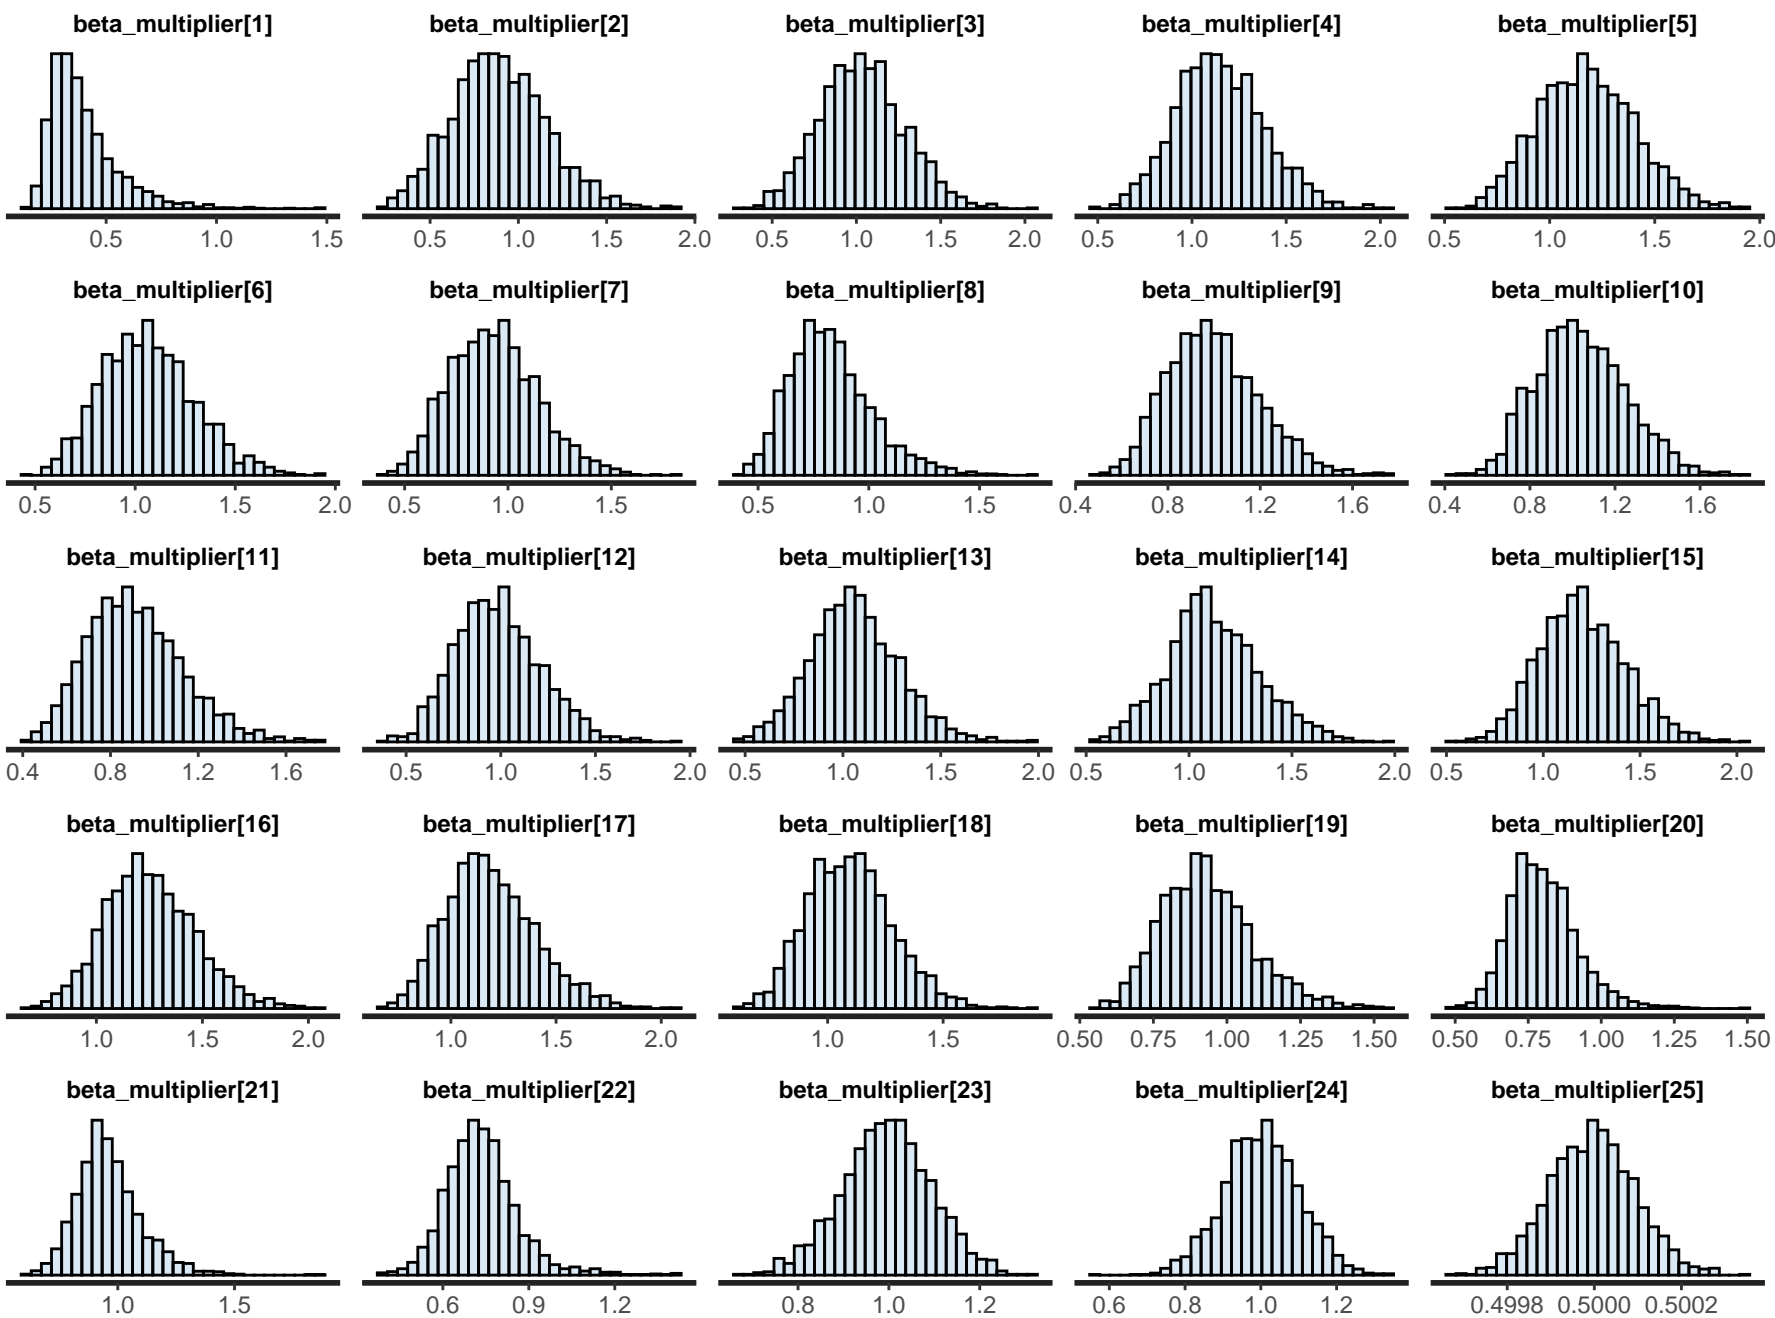 beta_multiplier[1] beta_multiplier[2] beta_multiplier[3] beta_multiplier[4] beta_multiplier[5]
0.5 1.0 1.5 0.5 1.0 1.5 2.0 0.5 1.0 1.5 2.0 0.5 1.0 1.5 2.0 0.5 1.0 1.5 2.0
beta_multiplier[6] beta_multiplier[7] beta_multiplier[8] beta_multiplier[9] beta_multiplier[10]
0.5 1.0 1.5 2.0 0.5 1.0 1.5 0.5 1.0 1.5 0.4 0.8 1.2 1.6 0.4 0.8 1.2 1.6
beta_multiplier[11] beta_multiplier[12] beta_multiplier[13] beta_multiplier[14] beta_multiplier[15]
0.4 0.8 1.2 1.6 0.5 1.0 1.5 2.0 0.5 1.0 1.5 2.0 0.5 1.0 1.5 2.0 0.5 1.0 1.5 2.0
beta_multiplier[16] beta_multiplier[17] beta_multiplier[18] beta_multiplier[19] beta_multiplier[20]
1.0 1.5 2.0 1.0 1.5 2.0 1.0 1.5 0.50 0.75 1.00 1.25 1.50 0.50 0.75 1.00 1.25 1.50
beta_multiplier[21] beta_multiplier[22] beta_multiplier[23] beta_multiplier[24] beta_multiplier[25]
1.0 1.5 0.6 0.9 1.2 0.8 1.0 1.2 0.6 0.8 1.0 1.2 0.4998 0.5000 0.5002